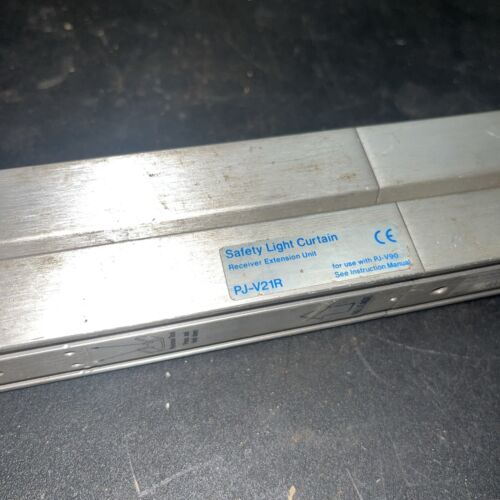 Safety Light Curtain
Receiver Extension Unit
CE
PJ-V21R
for use with PJ-V90
See Instruction Manual